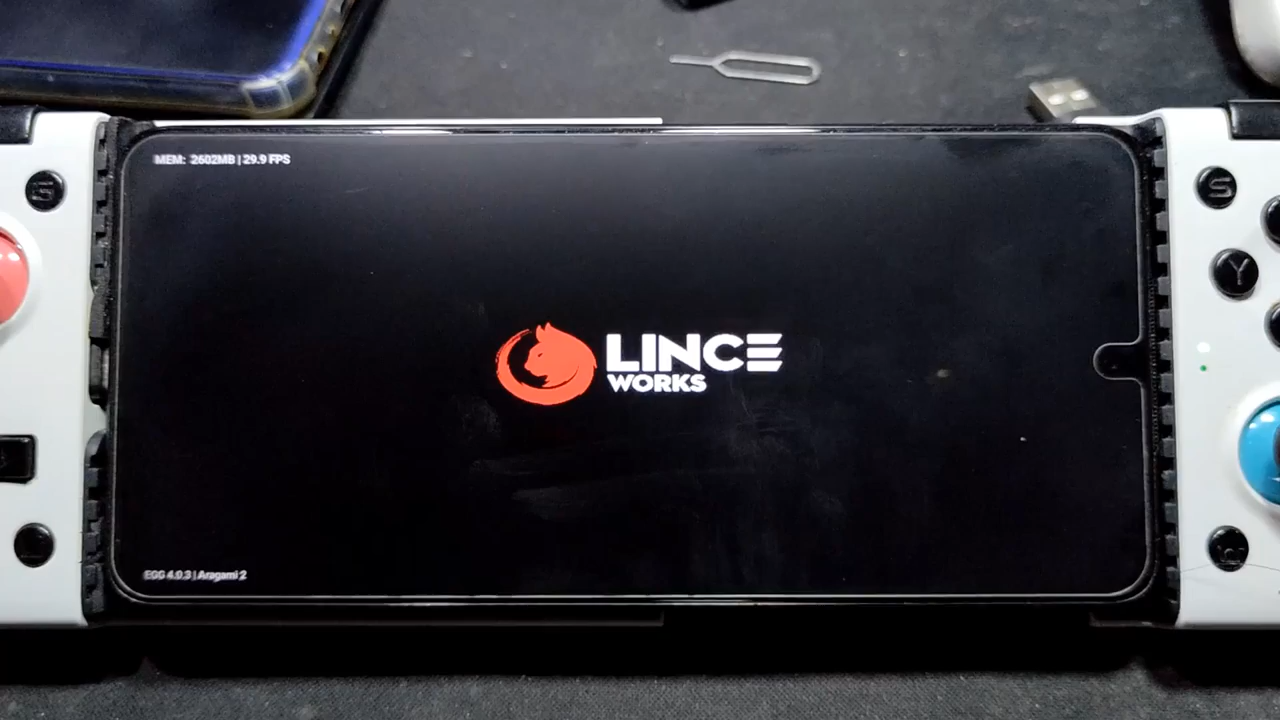 MEM: 2602MB | 29.9 FPS
S
Y
LINCE
WORKS
EGG 4.0.3 | Aragami 2